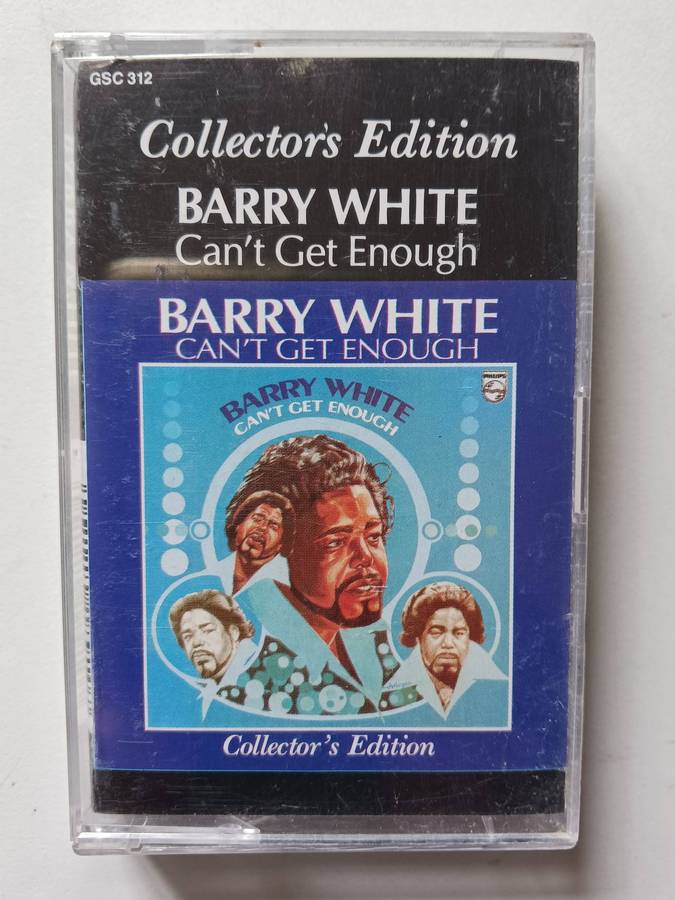 GSC 312
Collector's Edition
BARRY WHITE
Can't Get Enough
BARRY WHITE
CAN'T GET ENOUGH
BARRY WHITE
CAN'T GET ENOUGH
PHILIPS
Collector's Edition